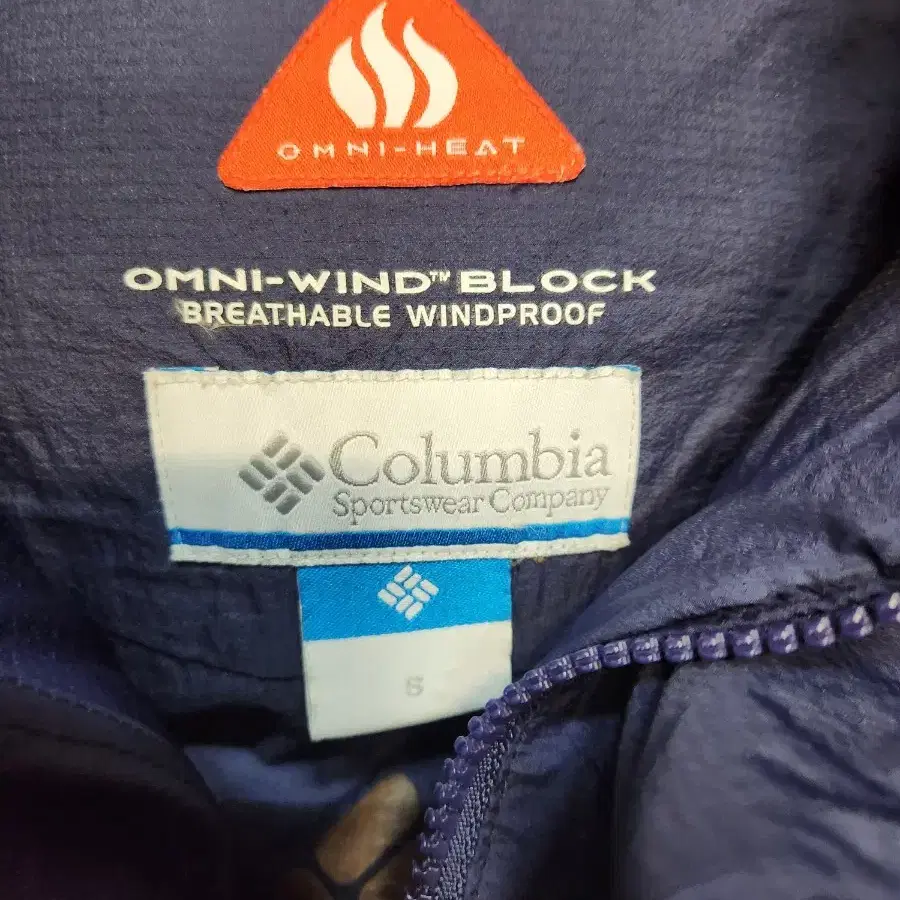 OMNI-HEAT
OMNI-WIND™ BLOCK
BREATHABLE WINDPROOF
Columbia
Sportswear Company
S